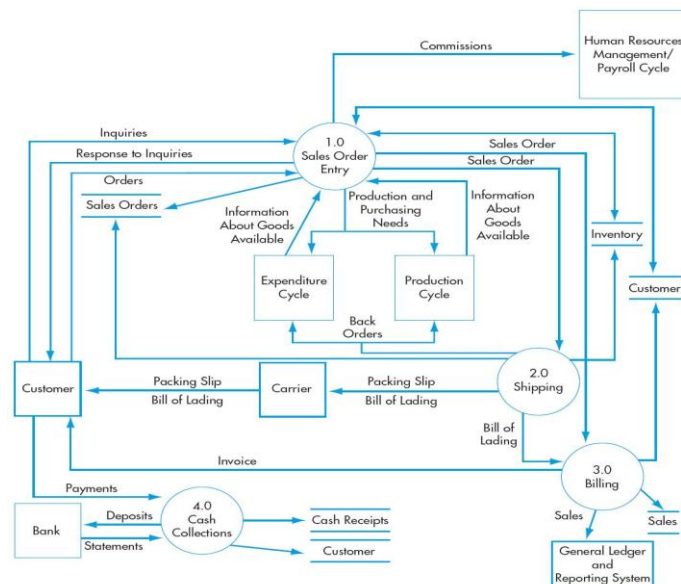 Commissions
Human Resources
Management/
Payroll Cycle
Inquiries
1.0
Sales Order
Entry
Sales Order
Response to Inquiries
Sales Order
Orders
Sales Orders
Information
About Goods
Available
Production and
Purchasing
Needs
Information
About
Goods
Available
Inventory
Expenditure
Cycle
Production
Cycle
Customer
Back
Orders
Customer
Packing Slip
Bill of Lading
Carrier
Packing Slip
Bill of Lading
2.0
Shipping
Bill of
Lading
Invoice
3.0
Billing
Payments
Bank
Deposits
Statements
4.0
Cash
Collections
Cash Receipts
Customer
Sales
Sales
General Ledger
and
Reporting System